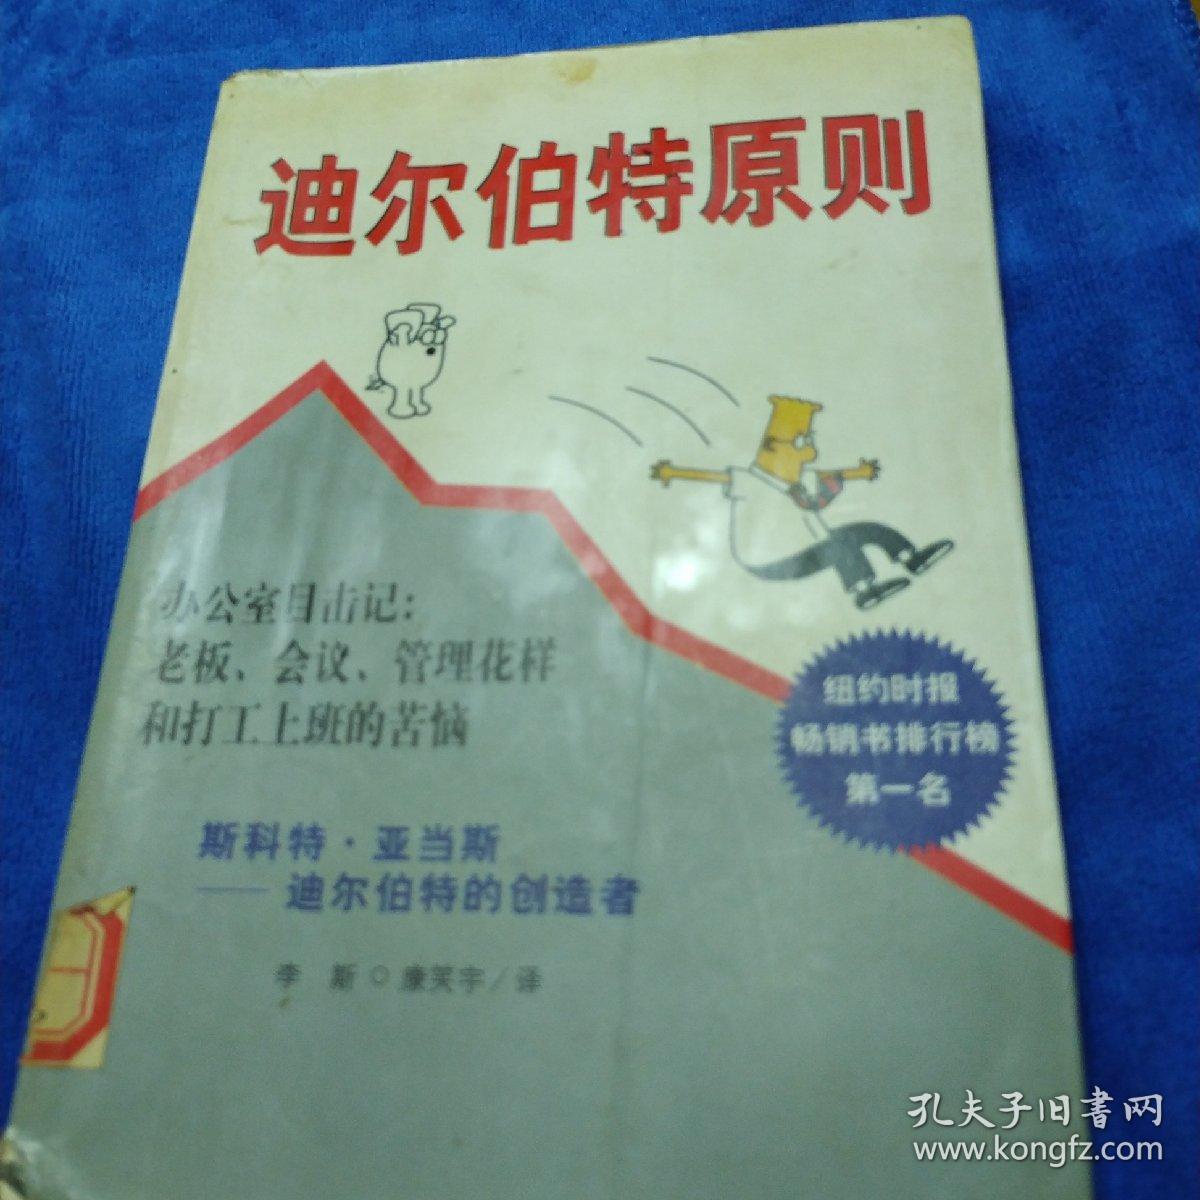 迪尔伯特原则
办公室目击记：
老板、会议、管理花样
和打工上班的苦恼
纽约时报
畅销书排行榜
第一名
斯科特·亚当斯
——迪尔伯特的创造者
李 斯○康笑宇/译
孔夫子旧書网
www.kongfz.com